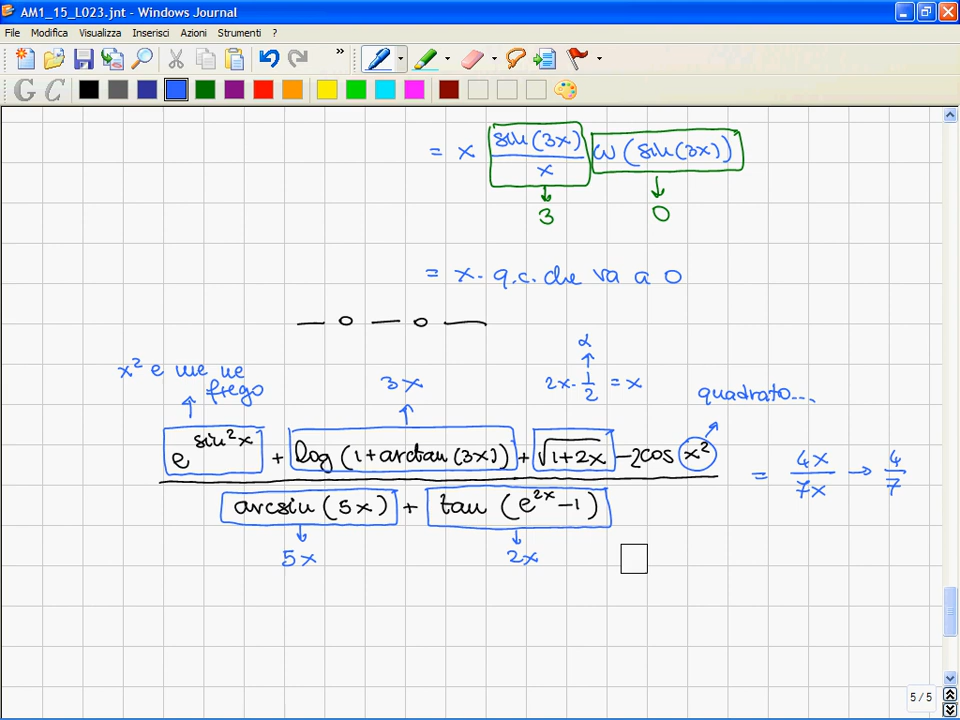 AM1_15_L023.jnt - Windows Journal
File Modifica Visualizza Inserisci Azioni Strumenti ?
»
G C
= x sin(3x)/x ω(sin(3x))
↓ ↓
3 0
= x· q.c. che va a 0
— o — o —
α
↑
x² e me ne frego 3x 2x·1/2 = x quadrato...
↑ ↑ ↗
e^(sin²x) + log(1+arctan(3x)) + √(1+2x) - 2cos x²
= 4x/7x → 4/7
arcsin(5x) + tan(e^(2x) - 1)
↓ ↓
5x 2x
5 / 5